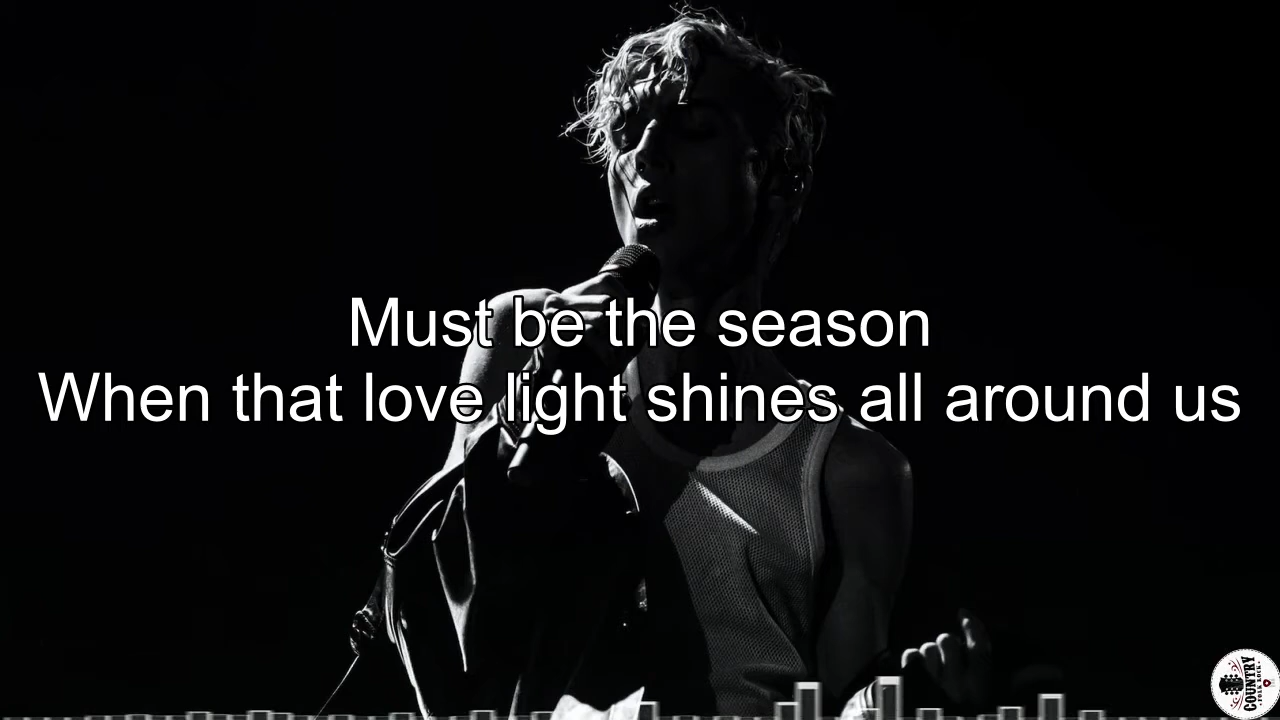 Must be the season
When that love light shines all around us
COUNTRY